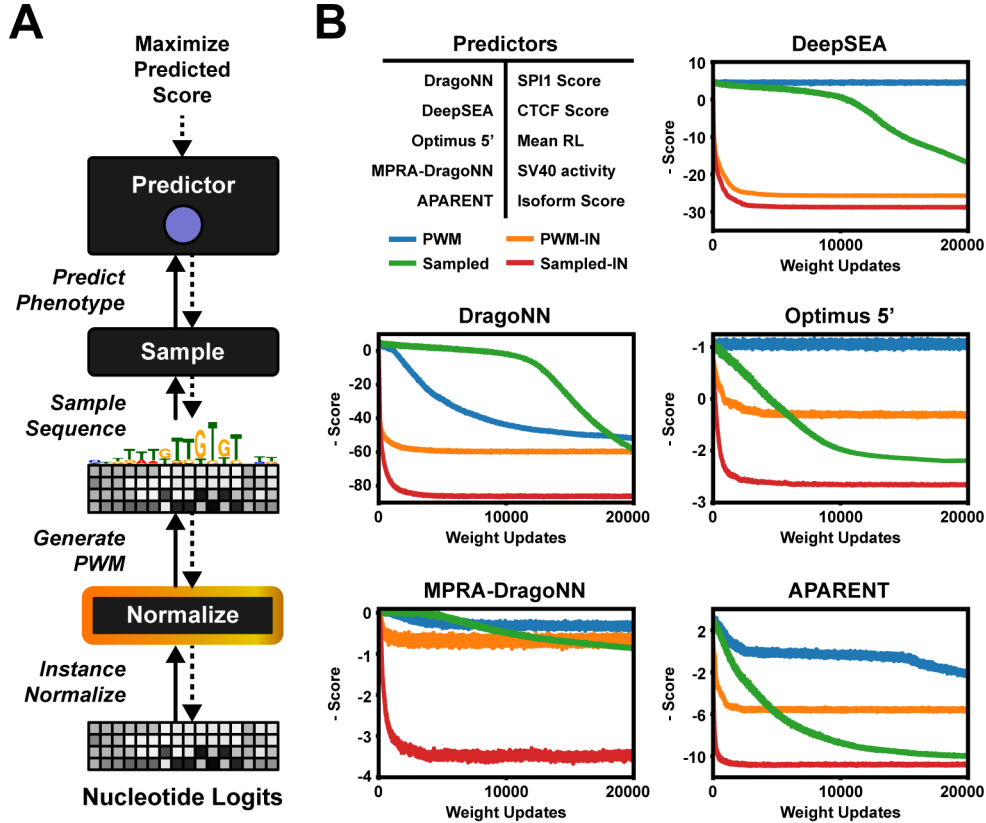 A
Maximize
Predicted
Score
Predictor
Predict
Phenotype
Sample
Sample
Sequence
Generate
PWM
Normalize
Instance
Normalize
Nucleotide Logits
B
Predictors
DragoNN SPI1 Score
DeepSEA CTCF Score
Optimus 5’ Mean RL
MPRA-DragoNN SV40 activity
APARENT Isoform Score
PWM PWM-IN
Sampled Sampled-IN
DeepSEA
- Score
10
0
-10
-20
-30
0 10000 20000
Weight Updates
DragoNN
- Score
0
-20
-40
-60
-80
0 10000 20000
Weight Updates
Optimus 5’
- Score
-1
0
-2
-3
0 10000 20000
Weight Updates
MPRA-DragoNN
- Score
0
-1
-2
-3
-4
0 10000 20000
Weight Updates
APARENT
- Score
2
-2
-6
-10
0 10000 20000
Weight Updates